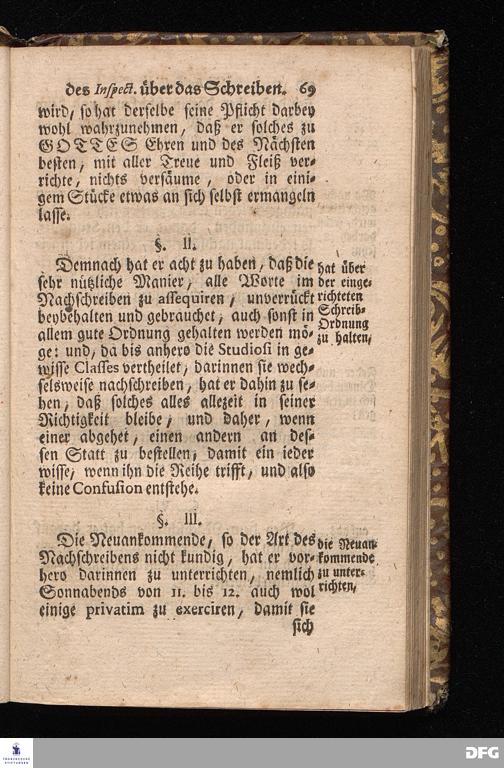 des Inspect. über das Schreiben. 69
wird, so hat derselbe seine Pflicht darbey
wohl wahrzunehmen, daß er solches zu
GOTTES Ehren und des Nächsten
besten, mit aller Treue und Fleiß ver-
richte, nichts versäume, oder in eini-
gem Stücke etwas an sich selbst ermangeln
lasse.
§. II.
Demnach hat er acht zu haben, daß die
sehr nützliche Manier, alle Worte im
Nachschreiben zu assequiren, unverrückt
beybehalten und gebrauchet, auch sonst in
allem gute Ordnung gehalten werden mö-
ge: und, da bis anhero die Studiosi in ge-
wisse Classes vertheilet, darinnen sie wech-
selsweise nachschreiben, hat er dahin zu se-
hen, daß solches alles allezeit in seiner
Richtigkeit bleibe, und daher, wenn
einer abgehet, einen andern an des-
sen Statt zu bestellen, damit ein ieder
wisse, wenn ihn die Reihe trifft, und also
keine Confusion entstehe.
hat über
der einge-
richteten
Schreib-
Ordnung
zu halten,
§. III.
Die Neuankommende, so der Art des
Nachschreibens nicht kundig, hat er vor-
hero darinnen zu unterrichten, nemlich
Sonnabends von 11. bis 12. auch wol
einige privatim zu exerciren, damit sie
sich
die Neuan-
kommende
zu unter-
richten,
FRANCKESCHE
STIFTUNGEN
DFG